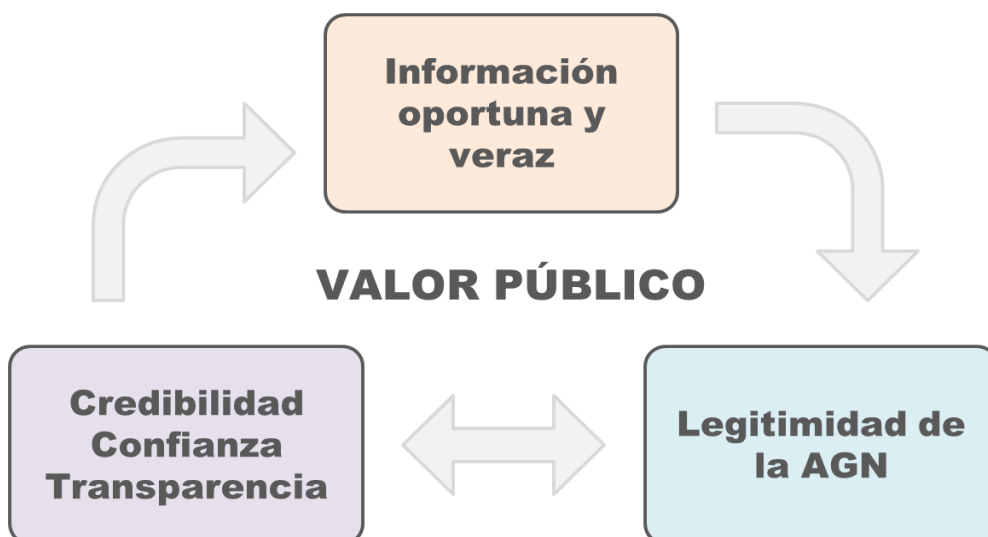 Información
oportuna y
veraz
VALOR PÚBLICO
Credibilidad
Confianza
Transparencia
Legitimidad de
la AGN